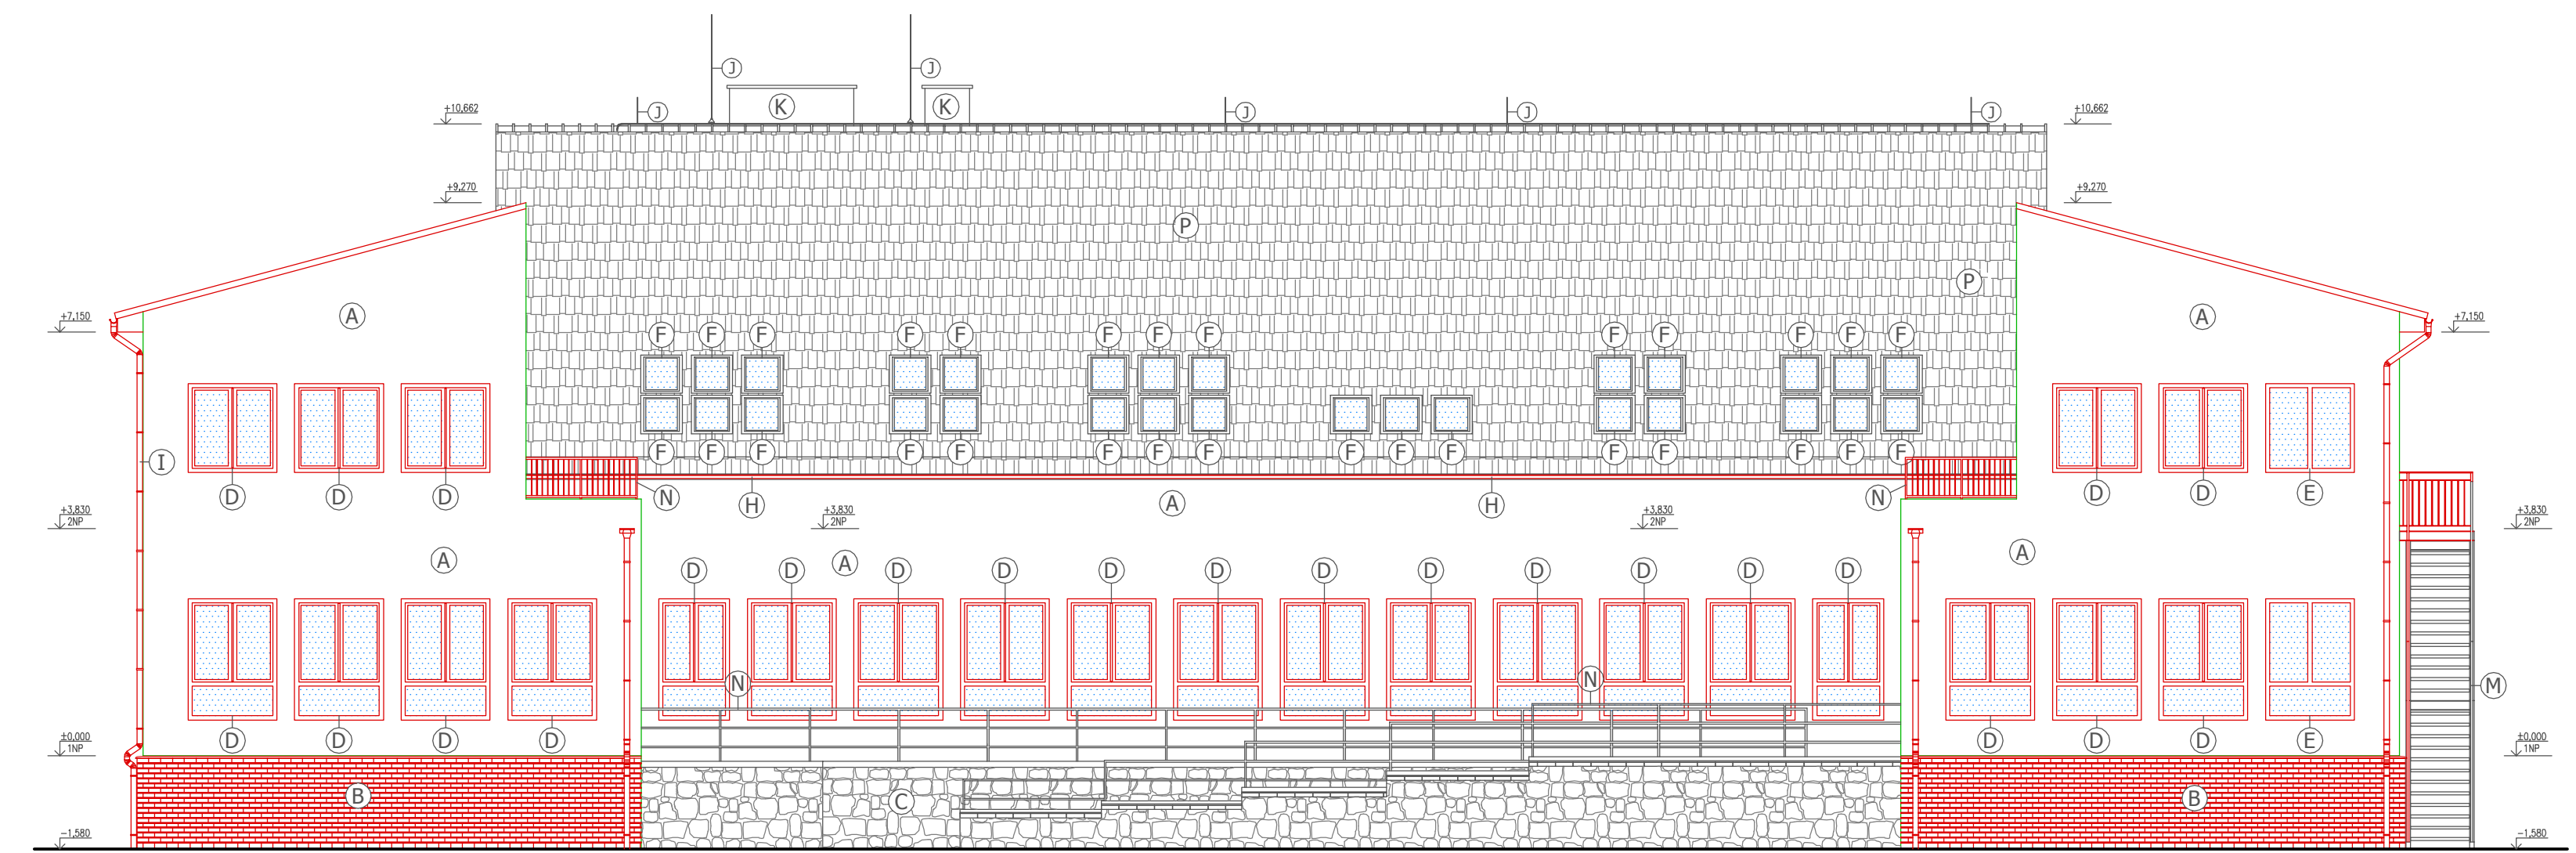 J
J
K
K
+10,662
J
J
J
J
+10,662
+9,270
+9,270
P
P
+7,150
A
A
+7,150
F F F F F F F F F F F F F
I
F F F F F F F F F F F F F F F F
D D D N H A H N D D E
+3,830
2NP
+3,830
2NP
+3,830
2NP
+3,830
2NP
A
A
A
D D D D D D D D D D D D
N
N
M
D D D D
D D D E
±0,000
1NP
±0,000
1NP
B
C
B
-1,580
-1,580